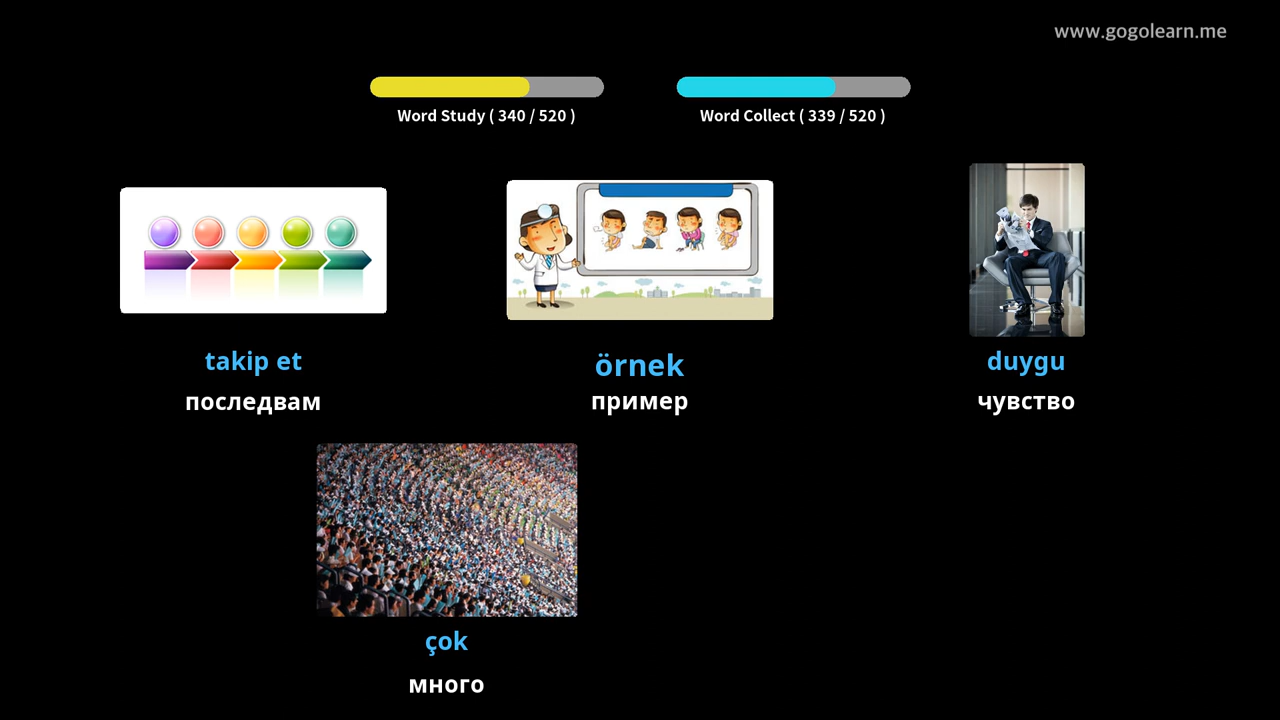 www.gogolearn.me
Word Study ( 340 / 520 )
Word Collect ( 339 / 520 )
takip et
последвам
örnek
пример
duygu
чувство
çok
много